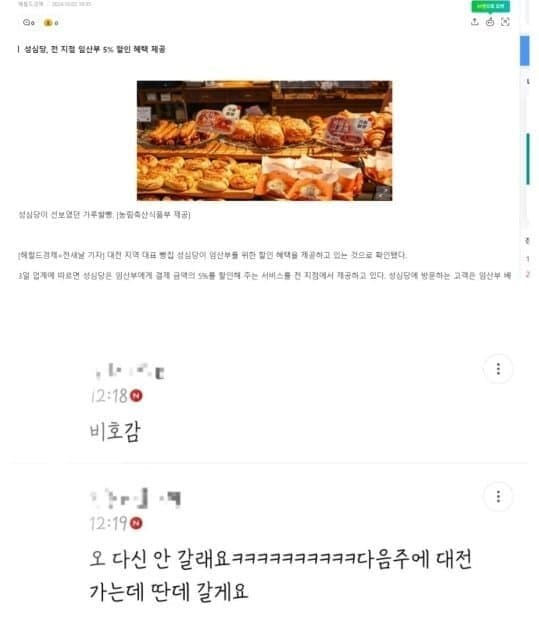 헤럴드경제
0 0
성심당, 전 지점 임산부 5% 할인 혜택 제공
성심당이 선보였던 가루쌀빵. [농림축산식품부 제공]
[헤럴드경제=전새날 기자] 대전 지역 대표 빵집 성심당이 임산부를 위한 할인 혜택을 제공하고 있는 것으로 확인됐다.
3일 업계에 따르면 성심당은 임산부에게 결제 금액의 5%를 할인해 주는 서비스를 전 지점에서 제공하고 있다. 성심당에 방문하는 고객은 임산부 배
12:18 N
비호감
12:19 N
오 다신 안 갈래요ㅋㅋㅋㅋㅋㅋㅋㅋㅋㅋ다음주에 대전
가는데 딴데 갈게요